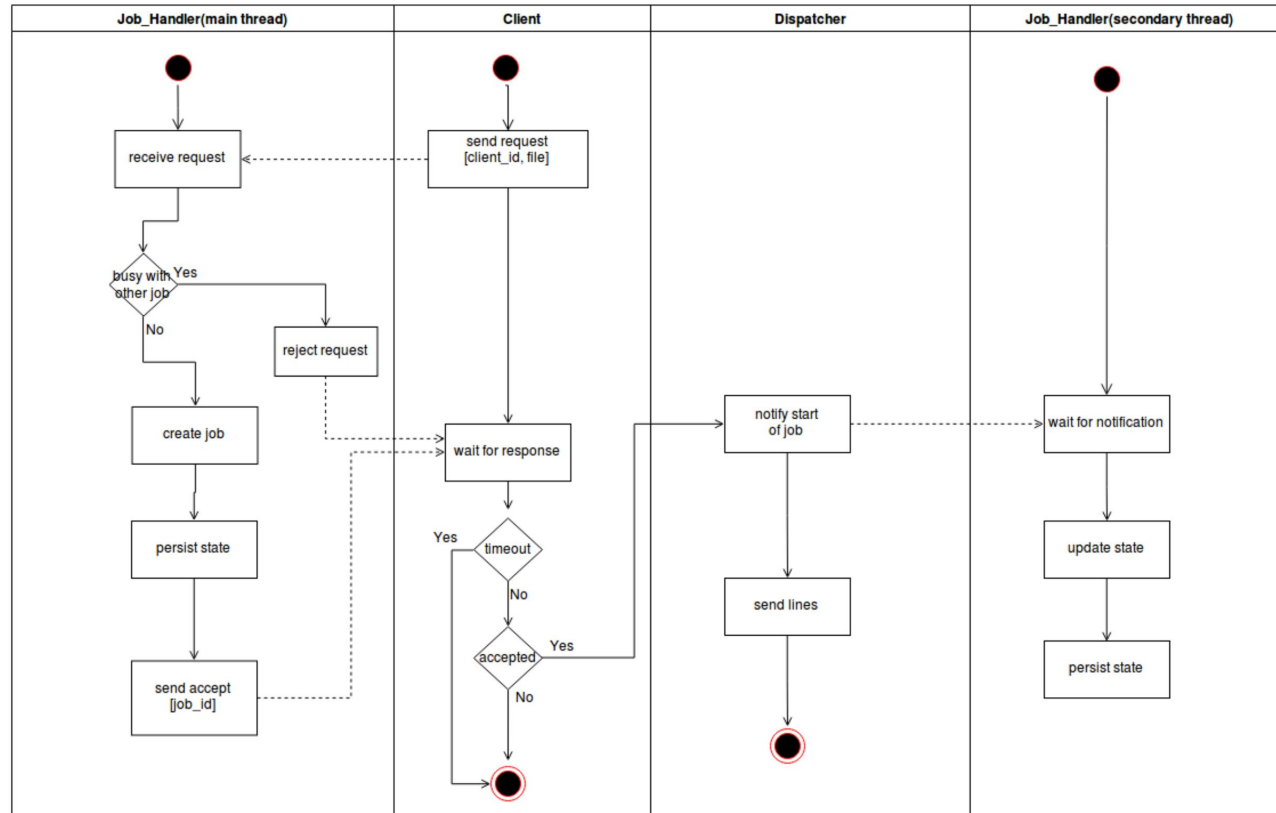 Job_Handler(main thread)
Client
Dispatcher
Job_Handler(secondary thread)
receive request
busy with
other job
Yes
No
reject request
create job
persist state
send accept
[job_id]
send request
[client_id, file]
wait for response
timeout
Yes
No
accepted
Yes
No
notify start
of job
send lines
wait for notification
update state
persist state